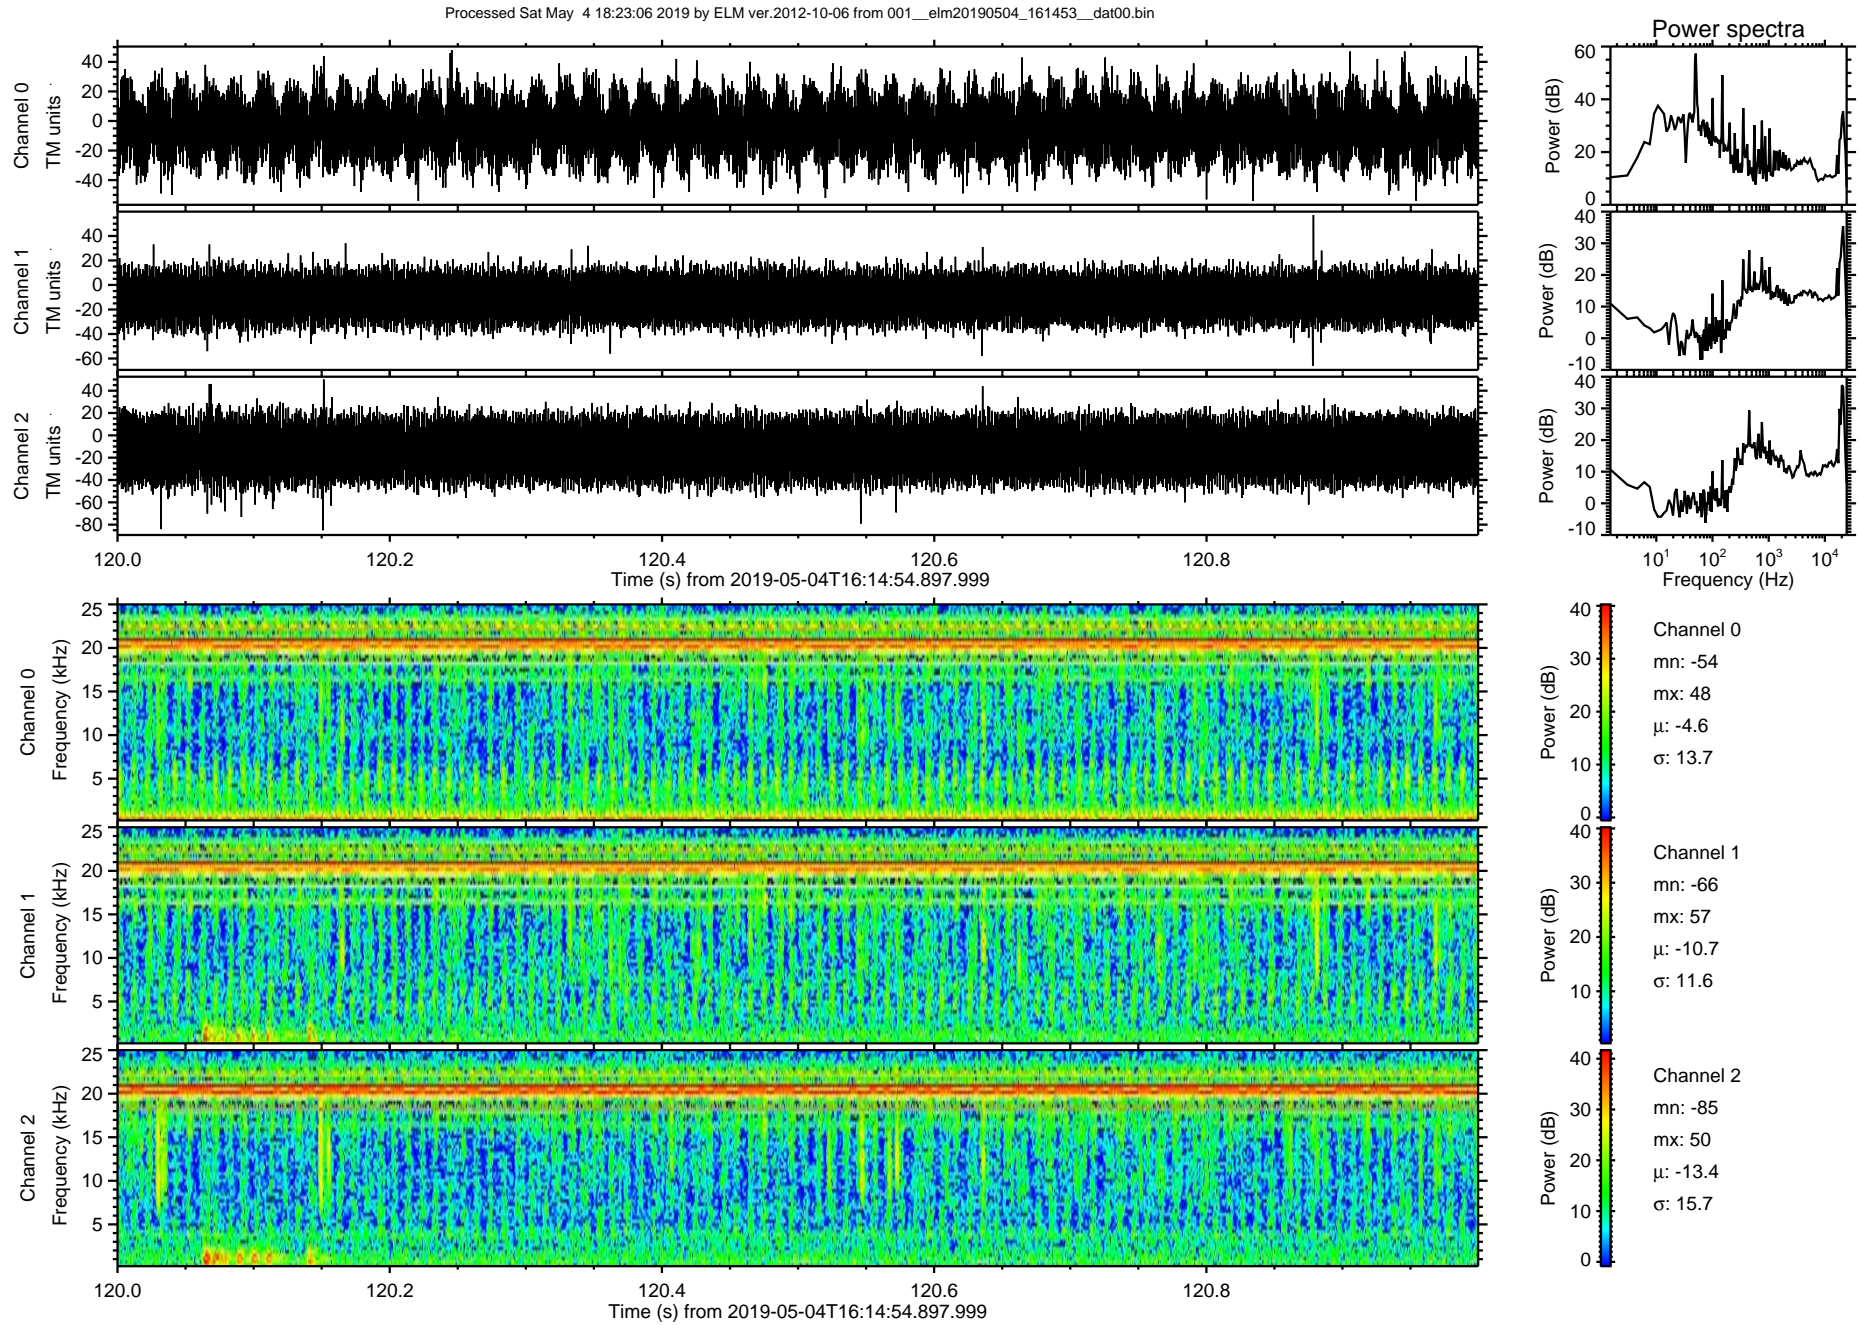 Processed Sat May  4 18:23:06 2019 by ELM ver.2012-10-06 from 001__elm20190504_161453__dat00.bin
Power spectra
Channel 0
TM units
40
20
0
-20
-40
Power (dB)
60
40
20
0
Channel 1
TM units
40
20
0
-20
-40
-60
Power (dB)
40
30
20
10
0
-10
Channel 2
TM units
40
20
0
-20
-40
-60
-80
Power (dB)
40
30
20
10
0
-10
120.0 120.2 120.4 120.6 120.8
Time (s) from 2019-05-04T16:14:54.897.999
10^1 10^2 10^3 10^4
Frequency (Hz)
Channel 0
Frequency (kHz)
25
20
15
10
5
Power (dB)
40
30
20
10
0
Channel 0
mn: -54
mx: 48
μ: -4.6
σ: 13.7
Channel 1
Frequency (kHz)
25
20
15
10
5
Power (dB)
40
30
20
10
Channel 1
mn: -66
mx: 57
μ: -10.7
σ: 11.6
Channel 2
Frequency (kHz)
25
20
15
10
5
Power (dB)
40
30
20
10
0
Channel 2
mn: -85
mx: 50
μ: -13.4
σ: 15.7
120.0 120.2 120.4 120.6 120.8
Time (s) from 2019-05-04T16:14:54.897.999